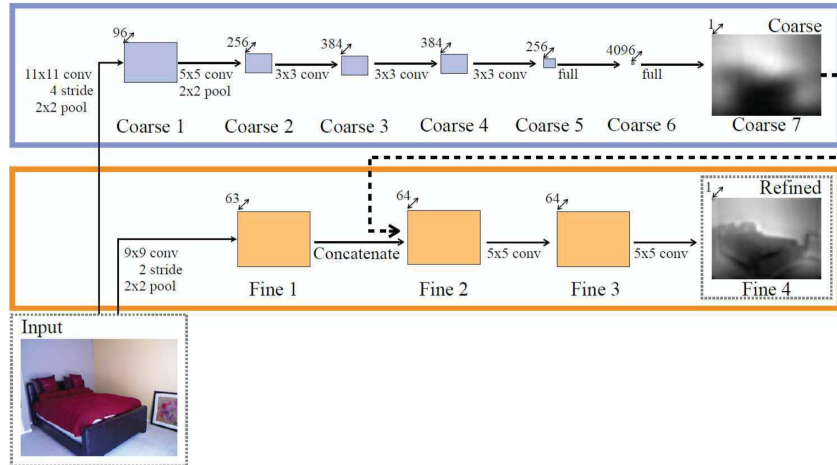 96
256
384
384
256
4096
1
Coarse
11x11 conv
4 stride
2x2 pool
5x5 conv
2x2 pool
3x3 conv
3x3 conv
3x3 conv
full
full
Coarse 1
Coarse 2
Coarse 3
Coarse 4
Coarse 5
Coarse 6
Coarse 7
63
64
64
1
Refined
9x9 conv
2 stride
2x2 pool
Concatenate
5x5 conv
5x5 conv
Fine 1
Fine 2
Fine 3
Fine 4
Input